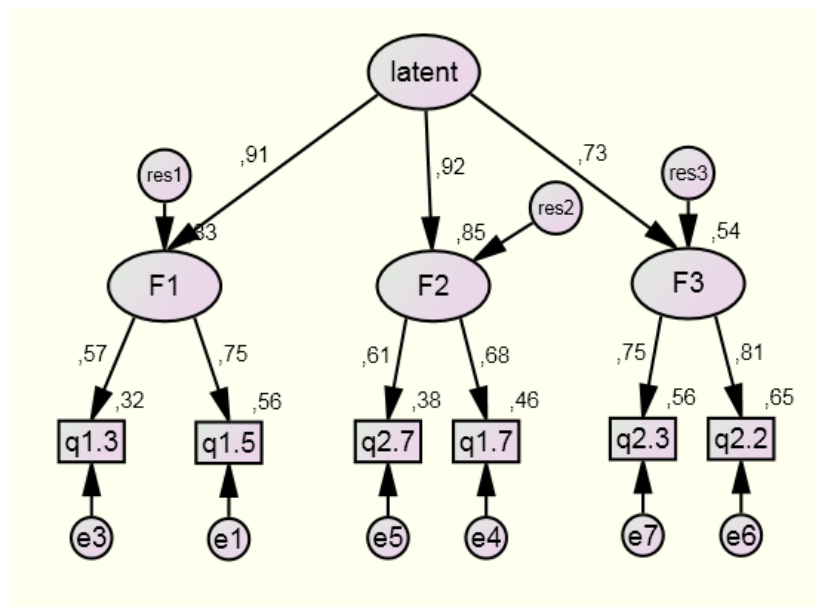 latent
,91
,92
,73
res1
res2
res3
,85
,54
F1
F2
F3
,57
,75
,61
,68
,75
,81
,32
,56
,38
,46
,56
,65
q1.3
q1.5
q2.7
q1.7
q2.3
q2.2
e3
e1
e5
e4
e7
e6